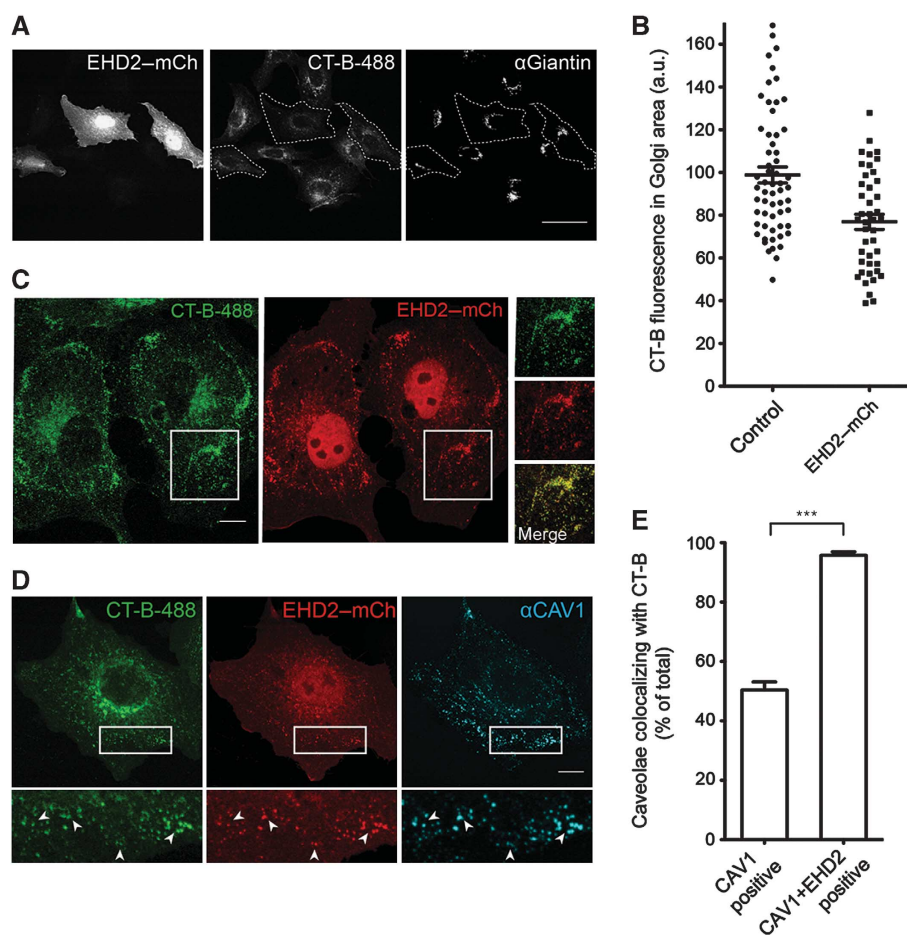 A
EHD2–mCh
CT-B-488
αGiantin
B
CT-B fluorescence in Golgi area (a.u.)
160
140
120
100
80
60
40
20
0
Control
EHD2–mCh
C
CT-B-488
EHD2–mCh
Merge
D
CT-B-488
EHD2–mCh
αCAV1
E
***
Caveolae colocalizing with CT-B
(% of total)
100
80
60
40
20
0
CAV1
positive
CAV1+EHD2
positive